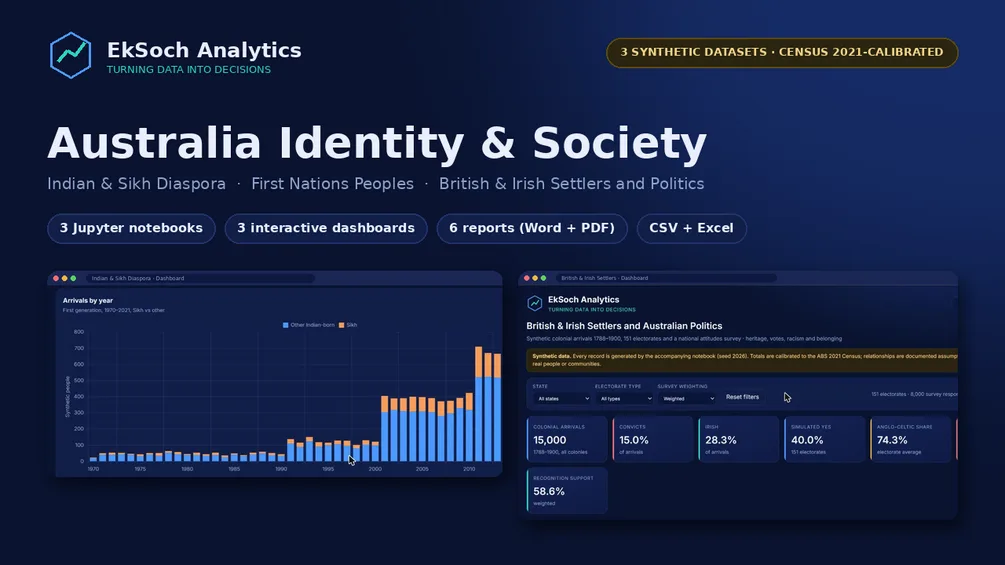 EkSoch Analytics
TURNING DATA INTO DECISIONS
3 SYNTHETIC DATASETS · CENSUS 2021-CALIBRATED
Australia Identity & Society
Indian & Sikh Diaspora · First Nations Peoples · British & Irish Settlers and Politics
3 Jupyter notebooks
3 interactive dashboards
6 reports (Word + PDF)
CSV + Excel
Indian & Sikh Diaspora · Dashboard
Arrivals by year
First generation, 1970-2021, Sikh vs other
Other Indian-born
Sikh
800
700
600
500
400
300
200
100
0
Synthetic people
1970
1975
1980
1985
1990
1995
2000
2005
2010
British & Irish Settlers · Dashboard
EkSoch Analytics
TURNING DATA INTO DECISIONS
British & Irish Settlers and Australian Politics
Synthetic colonial arrivals 1788–1900, 151 electorates and a national attitudes survey · heritage, votes, racism and belonging
Synthetic data. Every record is generated by the accompanying notebook (seed 2026). Totals are calibrated to the ABS 2021 Census; relationships are documented assumpt
real people or communities.
STATE
All states
ELECTORATE TYPE
All types
SURVEY WEIGHTING
Weighted
Reset filters
151 electorates · 8,000 survey respon
COLONIAL ARRIVALS
15,000
1788–1900, all colonies
CONVICTS
15.0%
of arrivals
IRISH
28.3%
of arrivals
SIMULATED YES
40.0%
151 electorates
ANGLO-CELTIC SHARE
74.3%
electorate average
RECOGNITION SUPPORT
58.6%
weighted